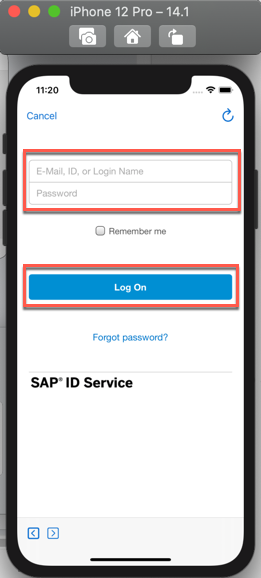 iPhone 12 Pro – 14.1
11:20
Cancel
E-Mail, ID, or Login Name
Password
Remember me
Log On
Forgot password?
SAP® ID Service